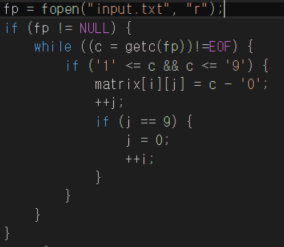 fp = fopen("input.txt", "r");
if (fp != NULL) {
    while ((c = getc(fp))!=EOF) {
        if ('1' <= c && c <= '9') {
            matrix[i][j] = c - '0';
            ++j;
            if (j == 9) {
                j = 0;
                ++i;
            }
        }
    }
}